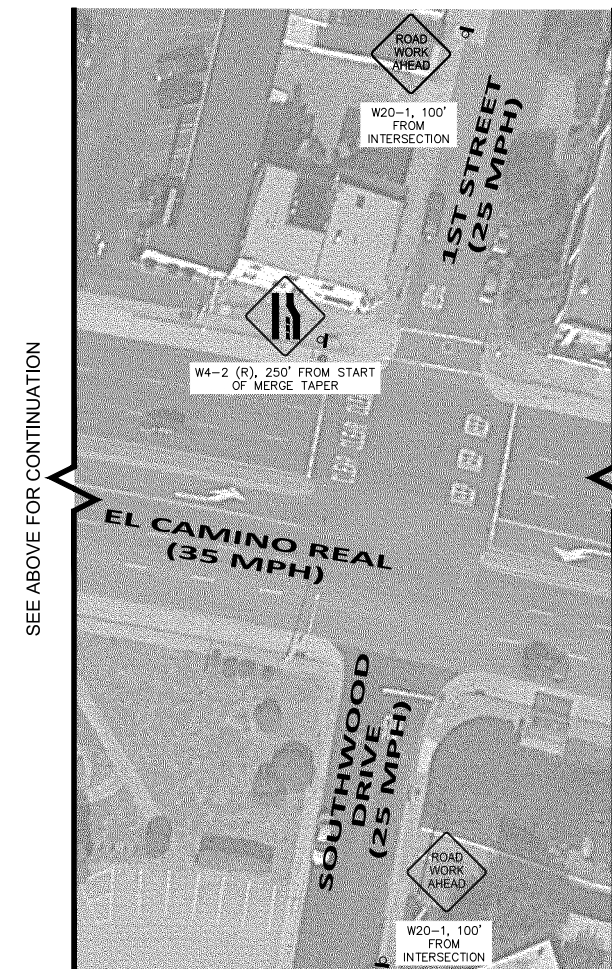 ROAD
WORK
AHEAD
W20-1, 100'
FROM
INTERSECTION
1ST STREET
(25 MPH)
W4-2 (R), 250' FROM START
OF MERGE TAPER
SEE ABOVE FOR CONTINUATION
EL CAMINO REAL
(35 MPH)
SOUTHWOOD
DRIVE
(25 MPH)
ROAD
WORK
AHEAD
W20-1, 100'
FROM
INTERSECTION